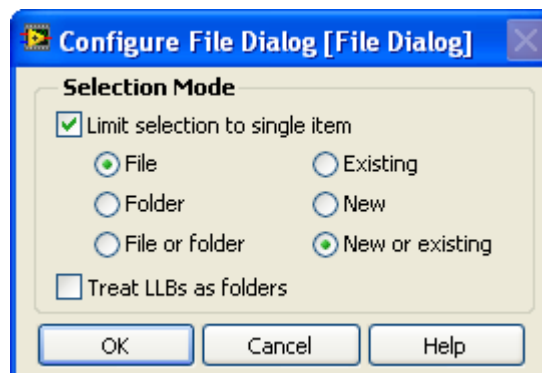 Configure File Dialog [File Dialog]
Selection Mode
Limit selection to single item
File Existing
Folder New
File or folder New or existing
Treat LLBs as folders
OK Cancel Help